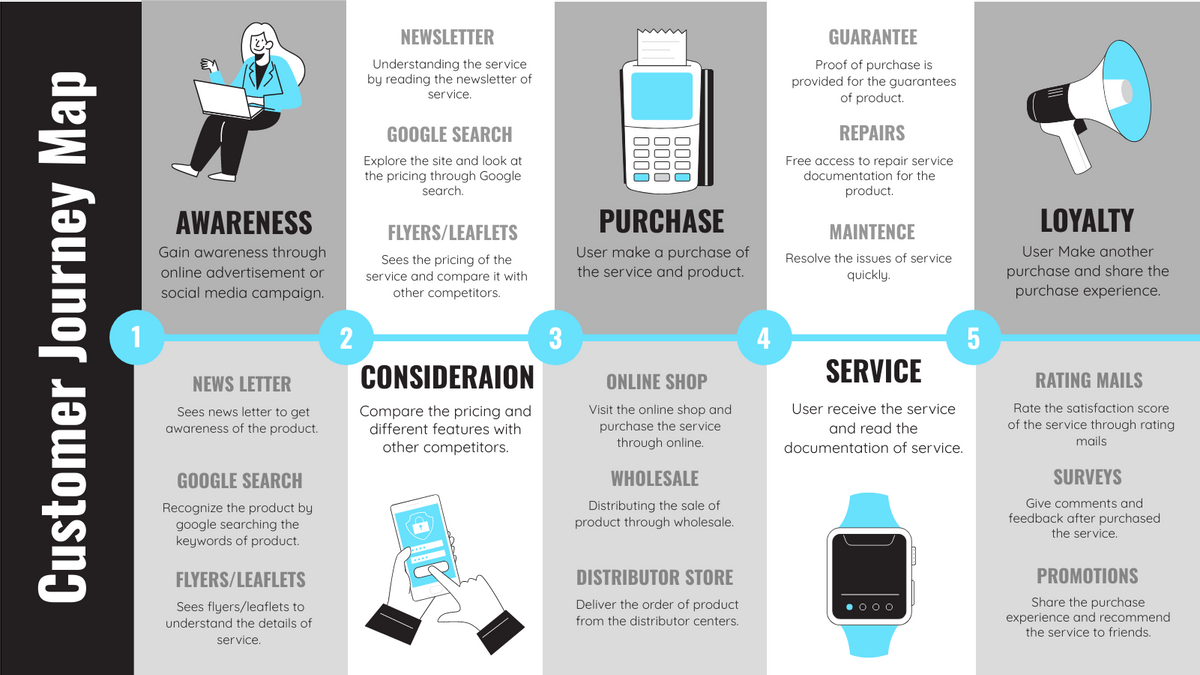 Customer Journey Map
AWARENESS
Gain awareness through
online advertisement or
social media campaign.
1
NEWS LETTER
Sees news letter to get
awareness of the product.
GOOGLE SEARCH
Recognize the product by
google searching the
keywords of product.
FLYERS/LEAFLETS
Sees flyers/leaflets to
understand the details of
service.
NEWSLETTER
Understanding the service
by reading the newsletter of
service.
GOOGLE SEARCH
Explore the site and look at
the pricing through Google
search.
FLYERS/LEAFLETS
Sees the pricing of the
service and compare it with
other competitors.
2
CONSIDERAION
Compare the pricing and
different features with
other competitors.
PURCHASE
User make a purchase of
the service and product.
3
ONLINE SHOP
Visit the online shop and
purchase the service
through online.
WHOLESALE
Distributing the sale of
product through wholesale.
DISTRIBUTOR STORE
Deliver the order of product
from the distributor centers.
GUARANTEE
Proof of purchase is
provided for the guarantees
of product.
REPAIRS
Free access to repair service
documentation for the
product.
MAINTENCE
Resolve the issues of service
quickly.
4
SERVICE
User receive the service
and read the
documentation of service.
LOYALTY
User Make another
purchase and share the
purchase experience.
5
RATING MAILS
Rate the satisfaction score
of the service through rating
mails
SURVEYS
Give comments and
feedback after purchased
the service.
PROMOTIONS
Share the purchase
experience and recommend
the service to friends.